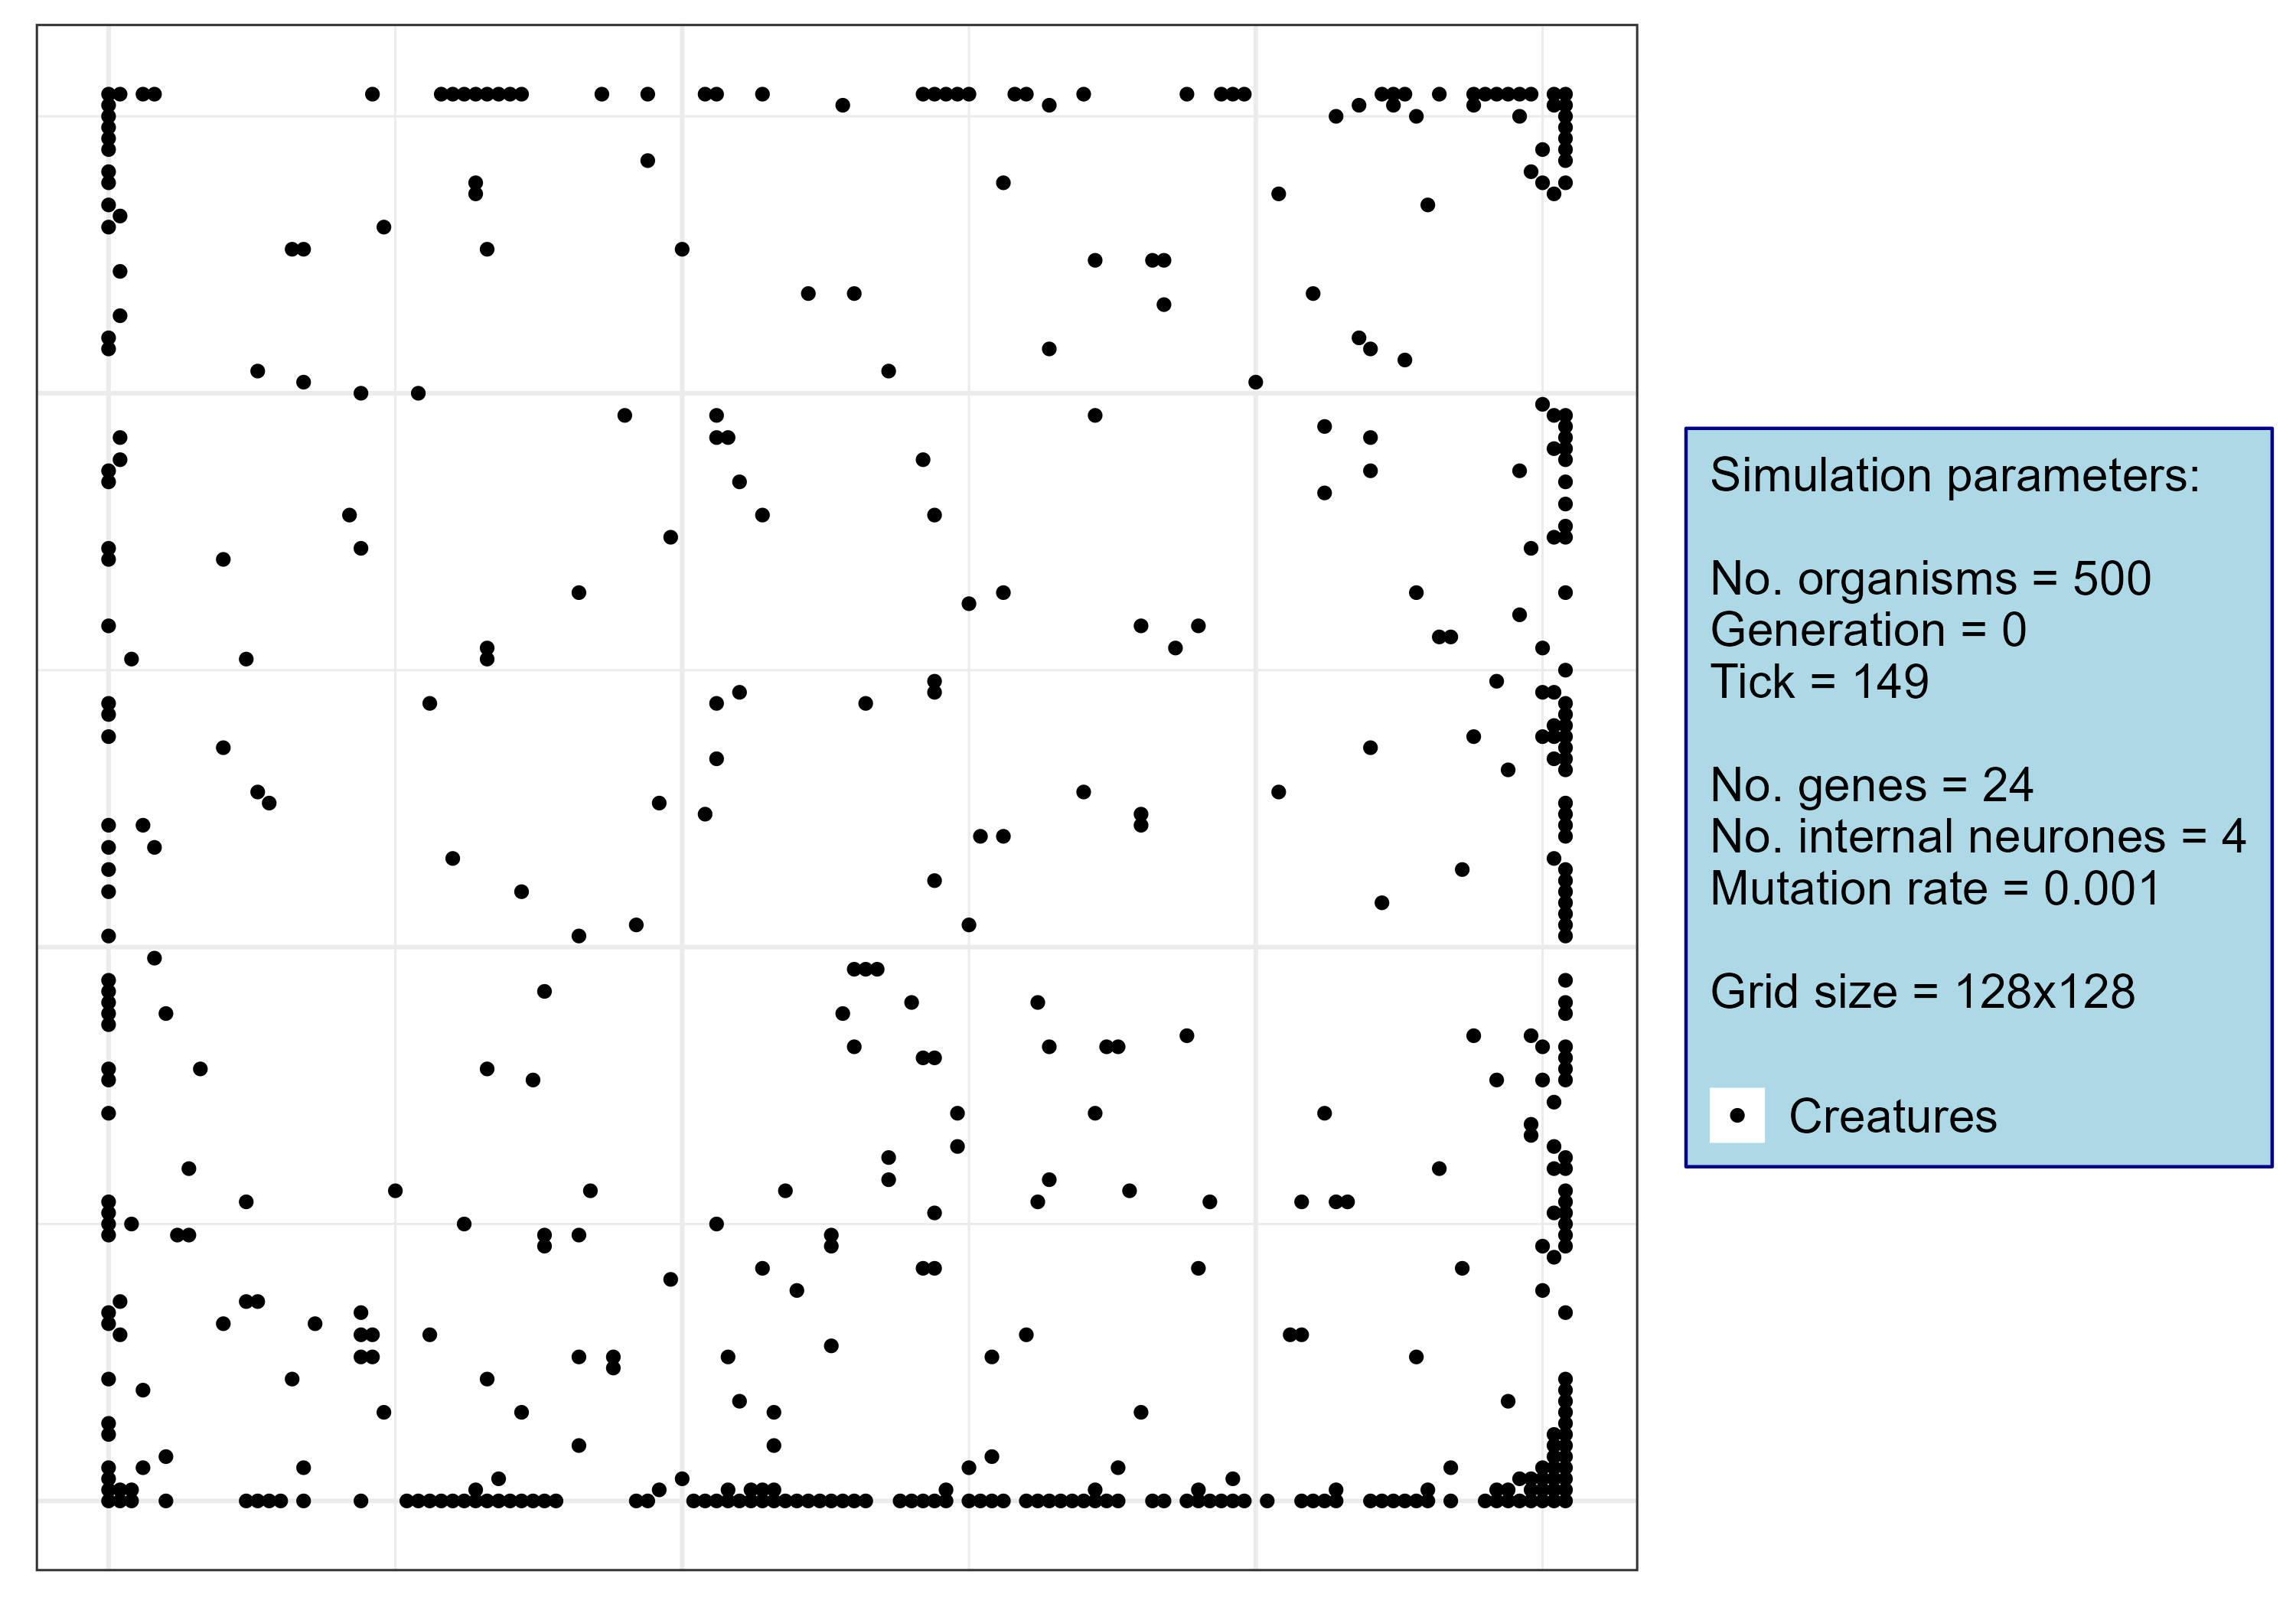 Simulation parameters:
No. organisms = 500
Generation = 0
Tick = 149
No. genes = 24
No. internal neurones = 4
Mutation rate = 0.001
Grid size = 128x128
Creatures